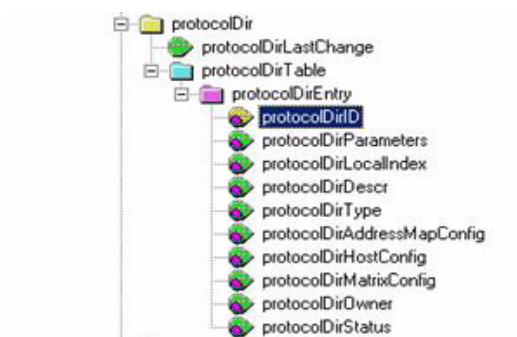 protocolDir
protocolDirLastChange
protocolDirTable
protocolDirEntry
protocolDirID
protocolDirParameters
protocolDirLocalIndex
protocolDirDescr
protocolDirType
protocolDirAddressMapConfig
protocolDirHostConfig
protocolDirMatrixConfig
protocolDirOwner
protocolDirStatus